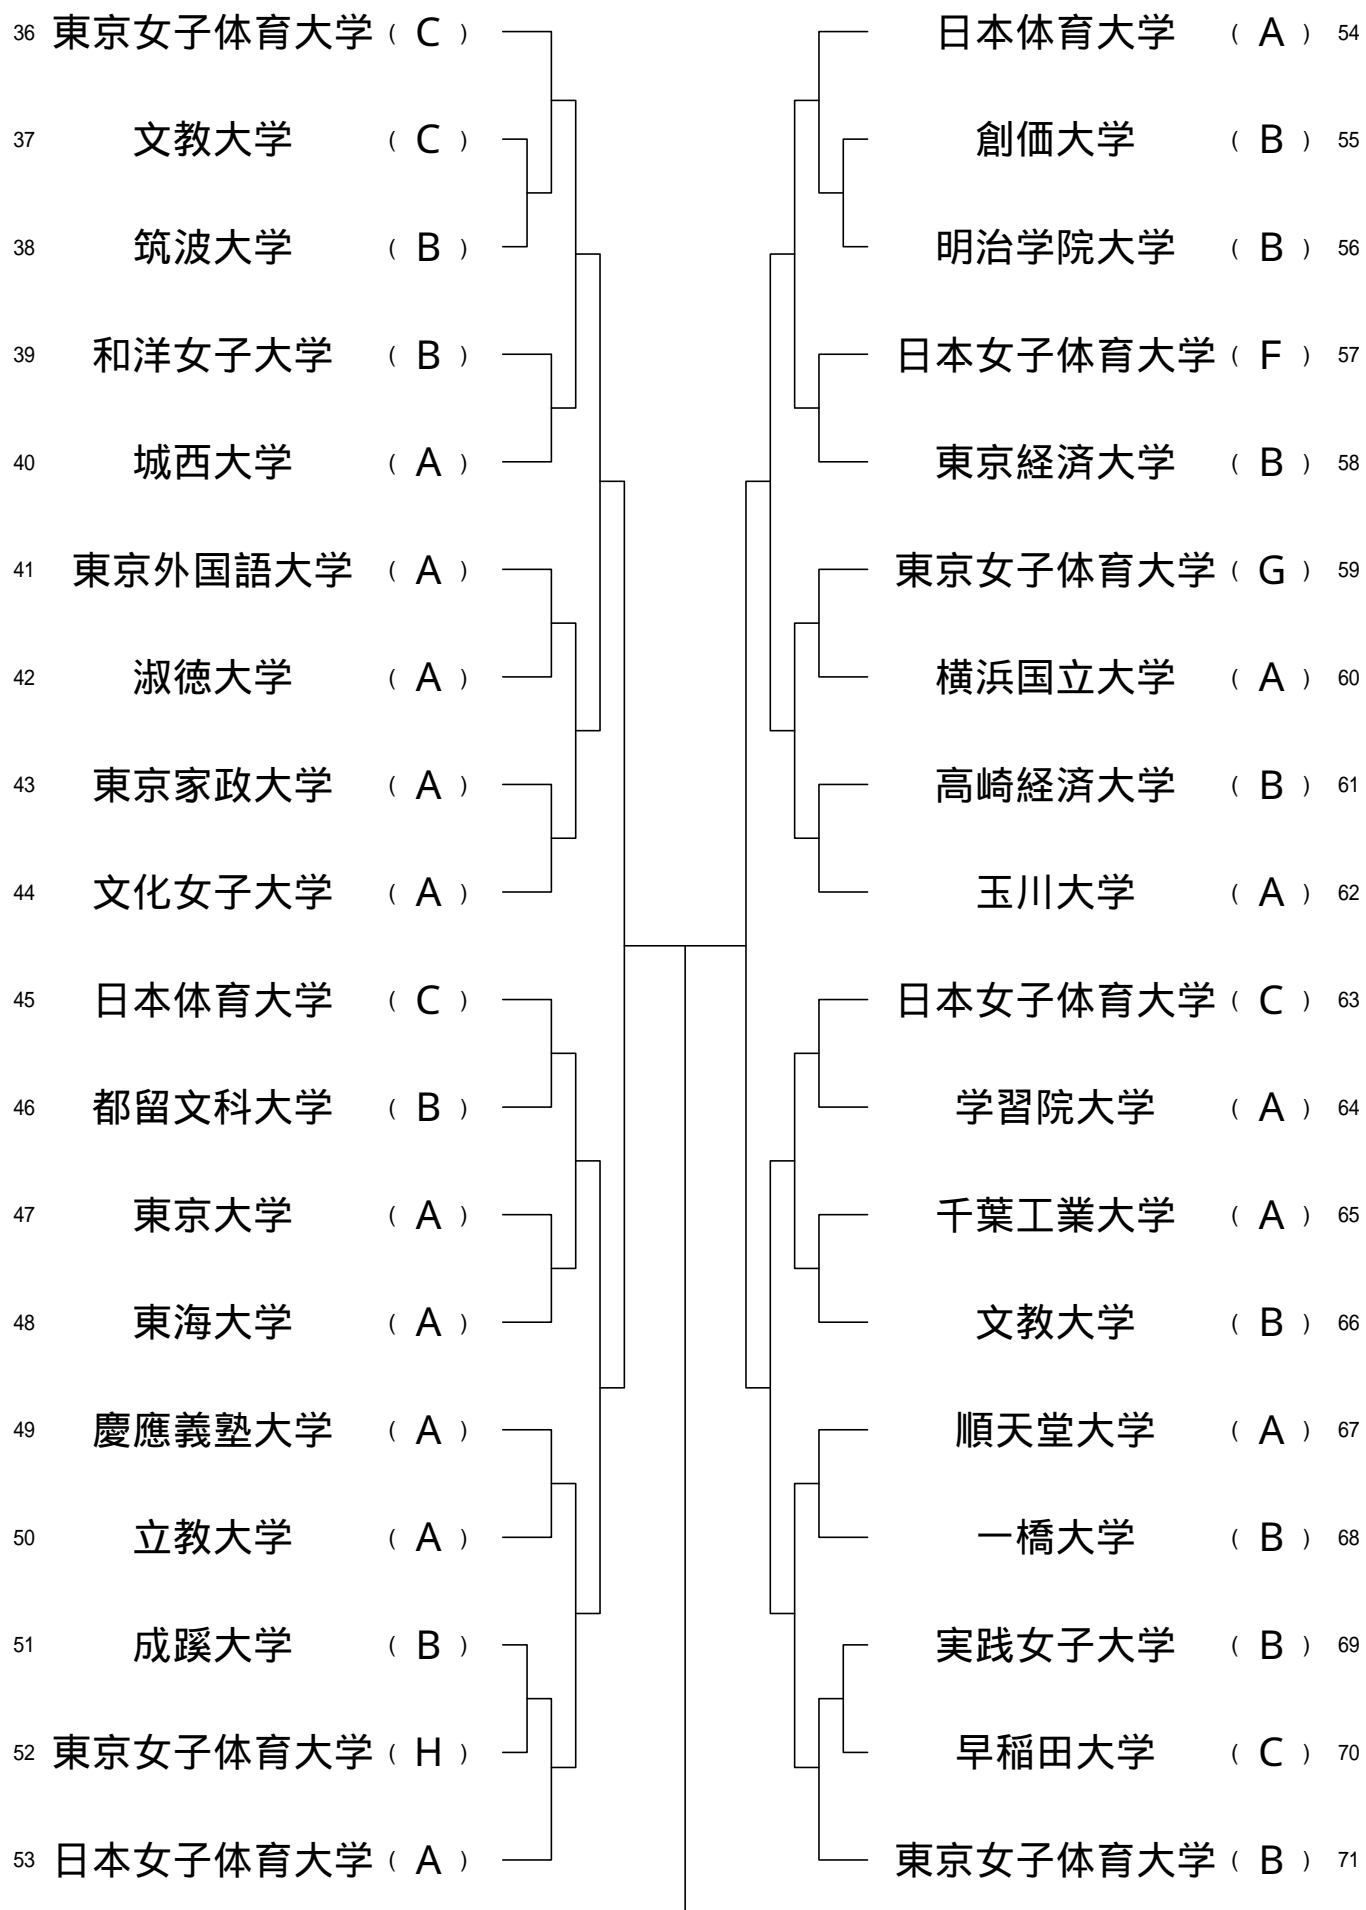 36 東京女子体育大学 ( C ) 日本体育大学 ( A ) 54
37 文教大学 ( C ) 創価大学 ( B ) 55
38 筑波大学 ( B ) 明治学院大学 ( B ) 56
39 和洋女子大学 ( B ) 日本女子体育大学 ( F ) 57
40 城西大学 ( A ) 東京経済大学 ( B ) 58
41 東京外国語大学 ( A ) 東京女子体育大学 ( G ) 59
42 淑徳大学 ( A ) 横浜国立大学 ( A ) 60
43 東京家政大学 ( A ) 高崎経済大学 ( B ) 61
44 文化女子大学 ( A ) 玉川大学 ( A ) 62
45 日本体育大学 ( C ) 日本女子体育大学 ( C ) 63
46 都留文科大学 ( B ) 学習院大学 ( A ) 64
47 東京大学 ( A ) 千葉工業大学 ( A ) 65
48 東海大学 ( A ) 文教大学 ( B ) 66
49 慶應義塾大学 ( A ) 順天堂大学 ( A ) 67
50 立教大学 ( A ) 一橋大学 ( B ) 68
51 成蹊大学 ( B ) 実践女子大学 ( B ) 69
52 東京女子体育大学 ( H ) 早稲田大学 ( C ) 70
53 日本女子体育大学 ( A ) 東京女子体育大学 ( B ) 71